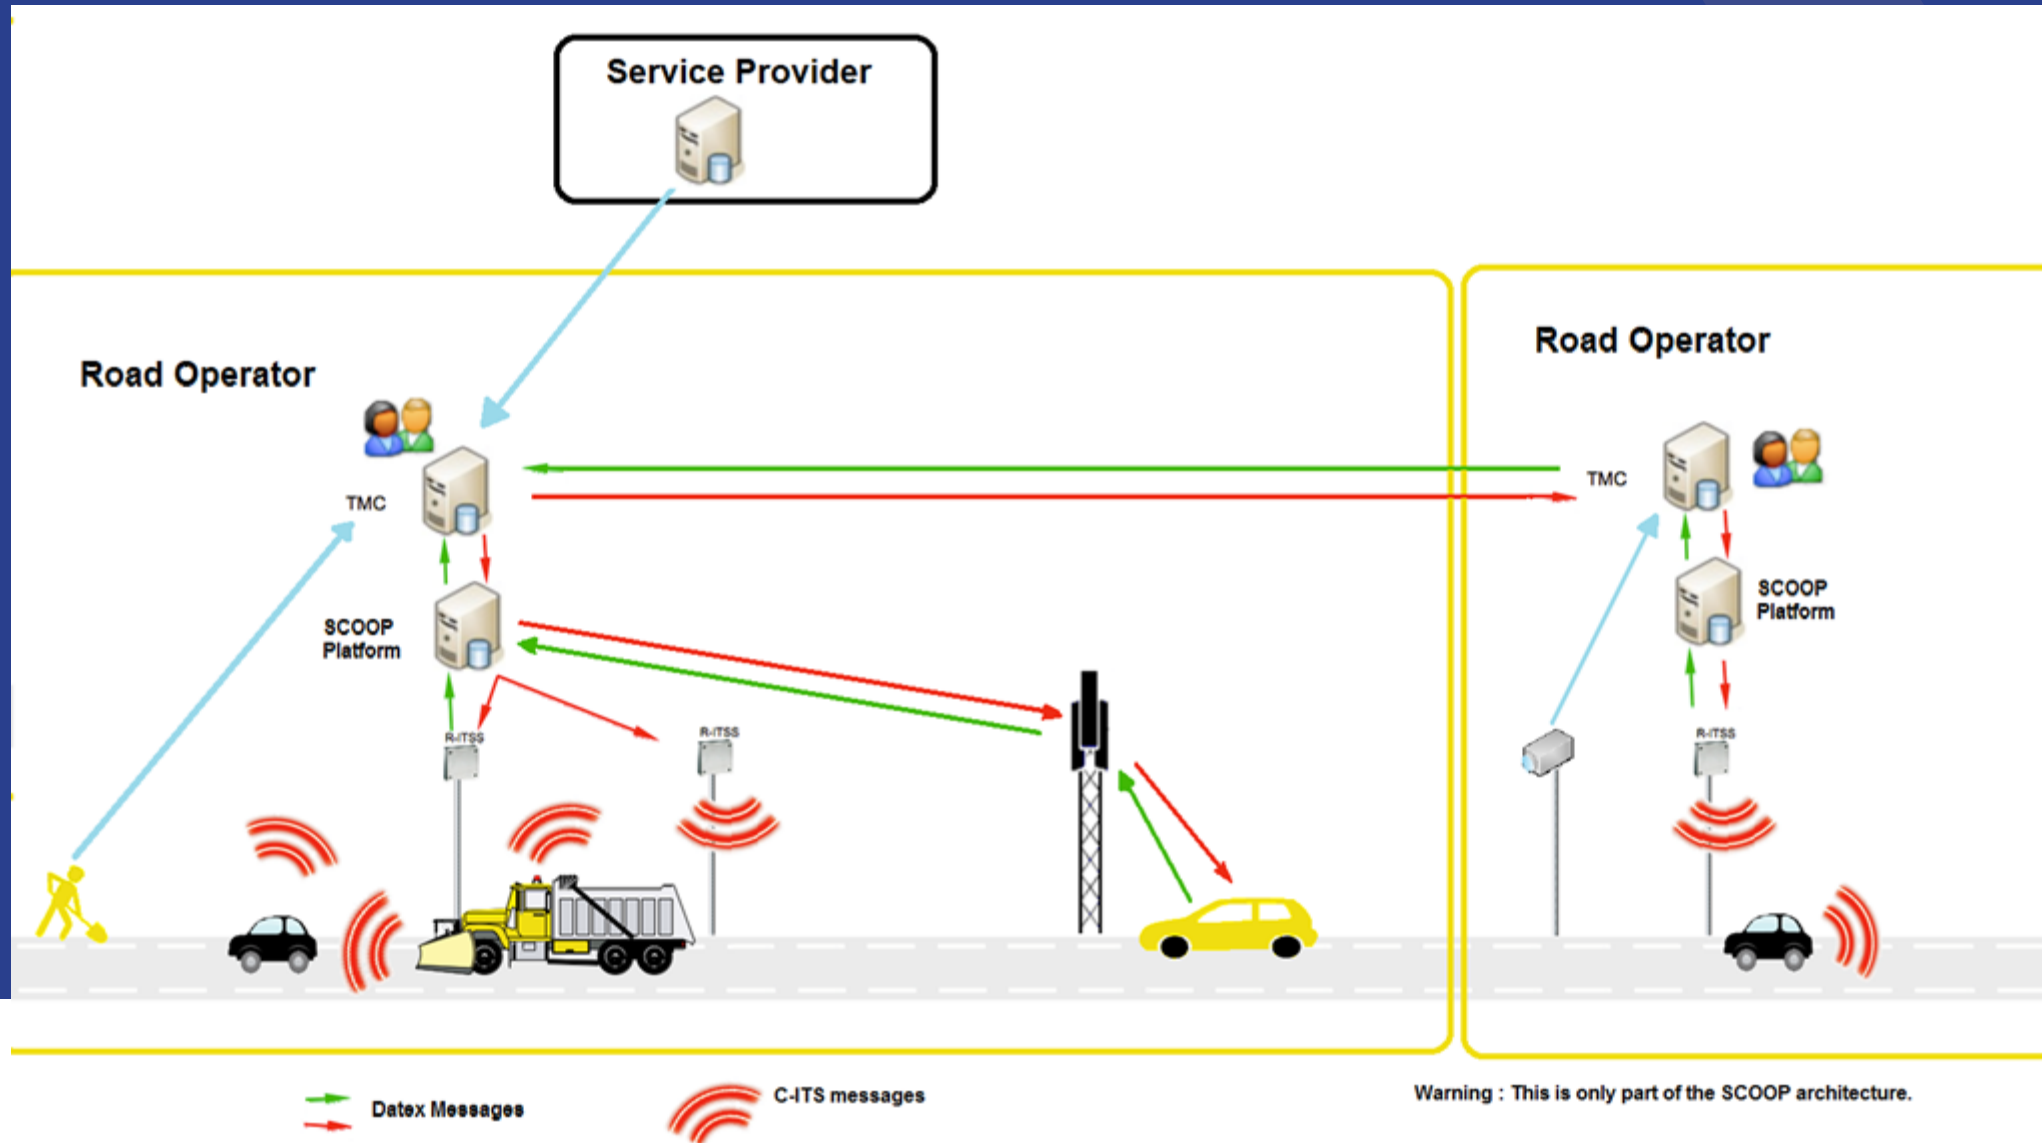 Service Provider
Road Operator
Road Operator
TMC
TMC
SCOOP
Platform
SCOOP
Platform
R-ITSS
R-ITSS
R-ITSS
Datex Messages
C-ITS messages
Warning : This is only part of the SCOOP architecture.